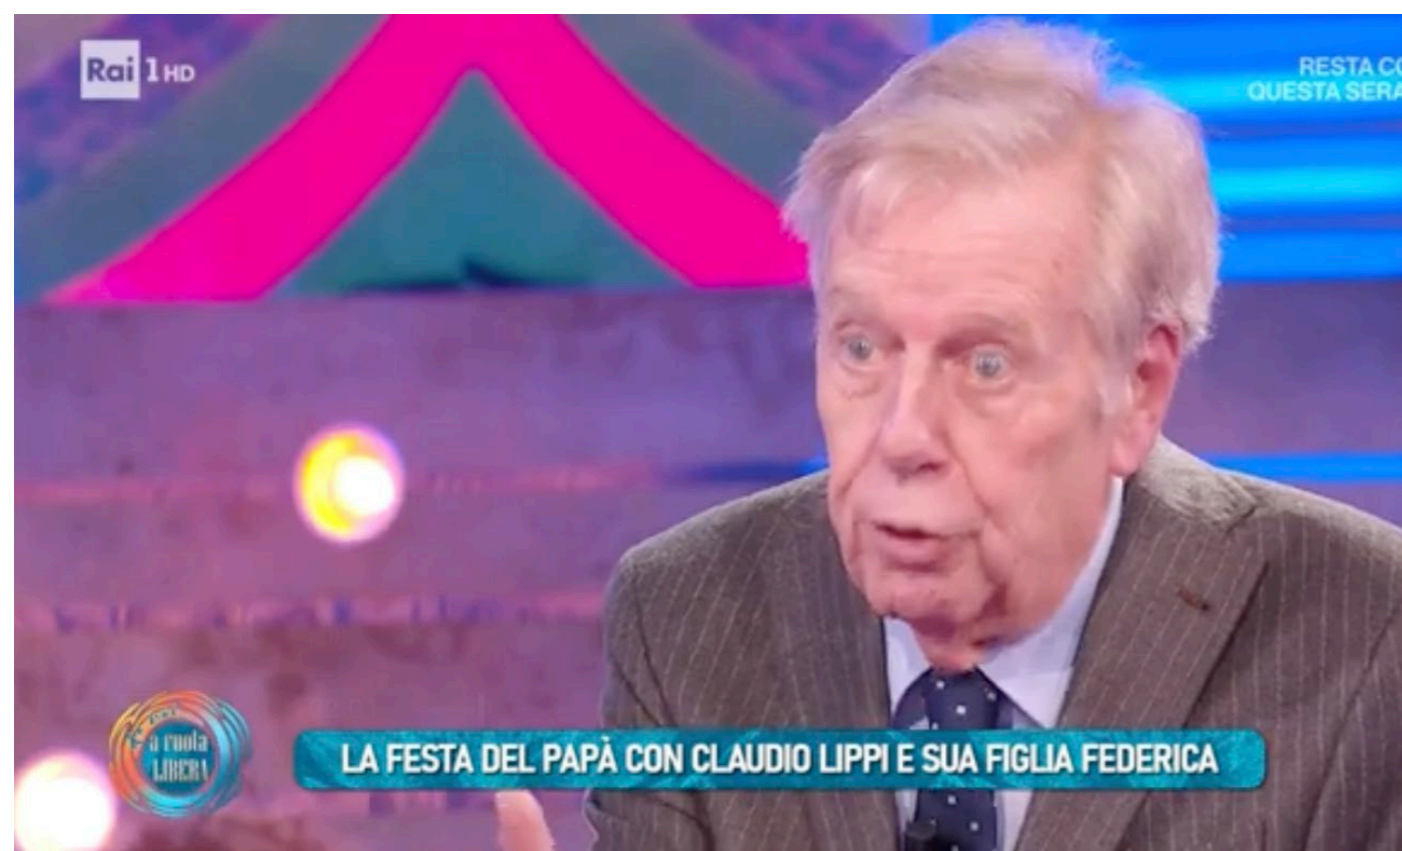 Rai 1 HD
RESTA CO
QUESTA SERA
a ruota
LIBERA
LA FESTA DEL PAPÀ CON CLAUDIO LIPPI E SUA FIGLIA FEDERICA